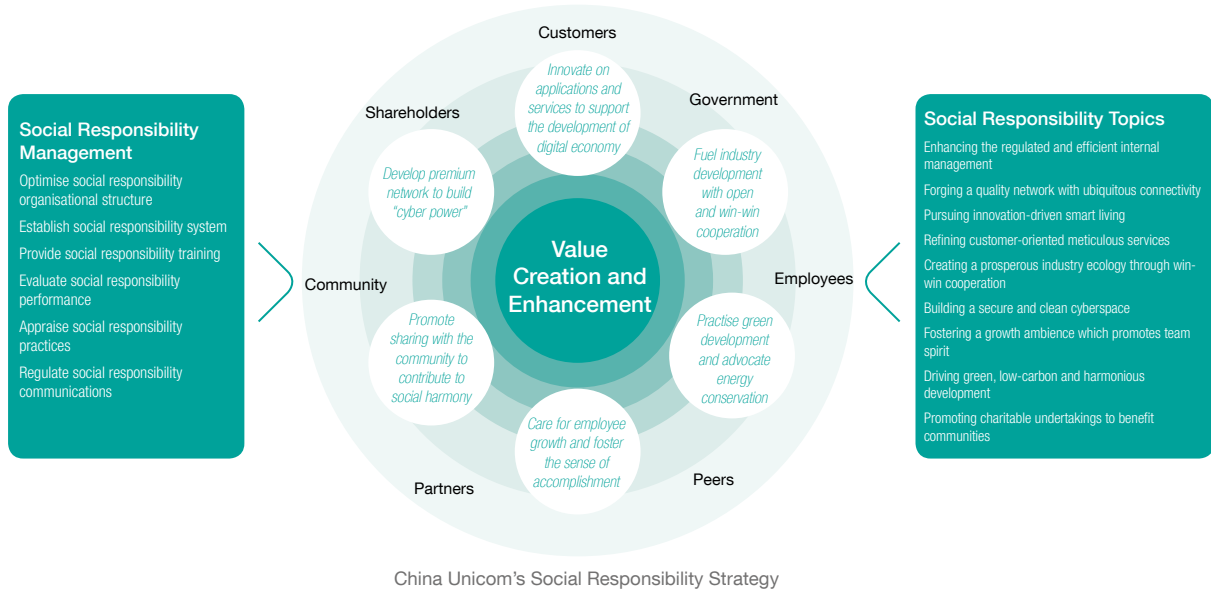 Social Responsibility
Management
Optimise social responsibility
organisational structure
Establish social responsibility system
Provide social responsibility training
Evaluate social responsibility
performance
Appraise social responsibility
practices
Regulate social responsibility
communications
Customers
Government
Employees
Peers
Partners
Community
Shareholders
Innovate on
applications and
services to support
the development of
digital economy
Fuel industry
development
with open
and win-win
cooperation
Practise green
development
and advocate
energy
conservation
Care for employee
growth and foster
the sense of
accomplishment
Promote
sharing with the
community to
contribute to
social harmony
Develop premium
network to build
“cyber power”
Value
Creation and
Enhancement
Social Responsibility Topics
Enhancing the regulated and efficient internal
management
Forging a quality network with ubiquitous connectivity
Pursuing innovation-driven smart living
Refining customer-oriented meticulous services
Creating a prosperous industry ecology through win-
win cooperation
Building a secure and clean cyberspace
Fostering a growth ambience which promotes team
spirit
Driving green, low-carbon and harmonious
development
Promoting charitable undertakings to benefit
communities
China Unicom’s Social Responsibility Strategy